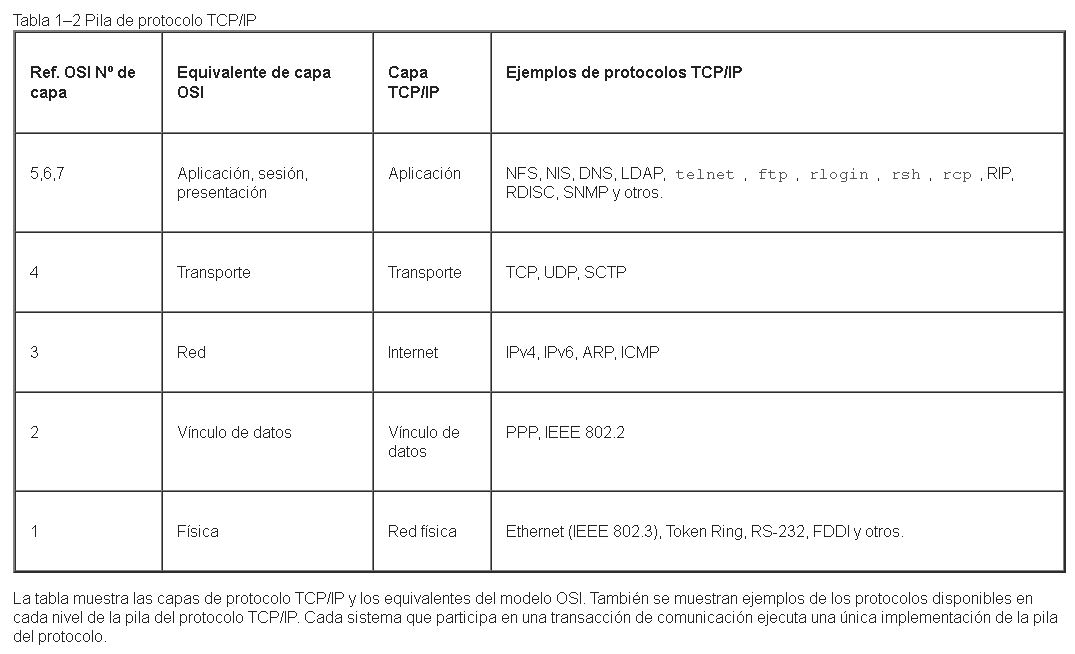 Tabla 1–2 Pila de protocolo TCP/IP
Ref. OSI Nº de capa
Equivalente de capa OSI
Capa TCP/IP
Ejemplos de protocolos TCP/IP
5,6,7
Aplicación, sesión, presentación
Aplicación
NFS, NIS, DNS, LDAP, telnet , ftp , rlogin , rsh , rcp , RIP,
RDISC, SNMP y otros.
4
Transporte
Transporte
TCP, UDP, SCTP
3
Red
Internet
IPv4, IPv6, ARP, ICMP
2
Vínculo de datos
Vínculo de datos
PPP, IEEE 802.2
1
Física
Red física
Ethernet (IEEE 802.3), Token Ring, RS-232, FDDI y otros.
La tabla muestra las capas de protocolo TCP/IP y los equivalentes del modelo OSI. También se muestran ejemplos de los protocolos disponibles en
cada nivel de la pila del protocolo TCP/IP. Cada sistema que participa en una transacción de comunicación ejecuta una única implementación de la pila
del protocolo.